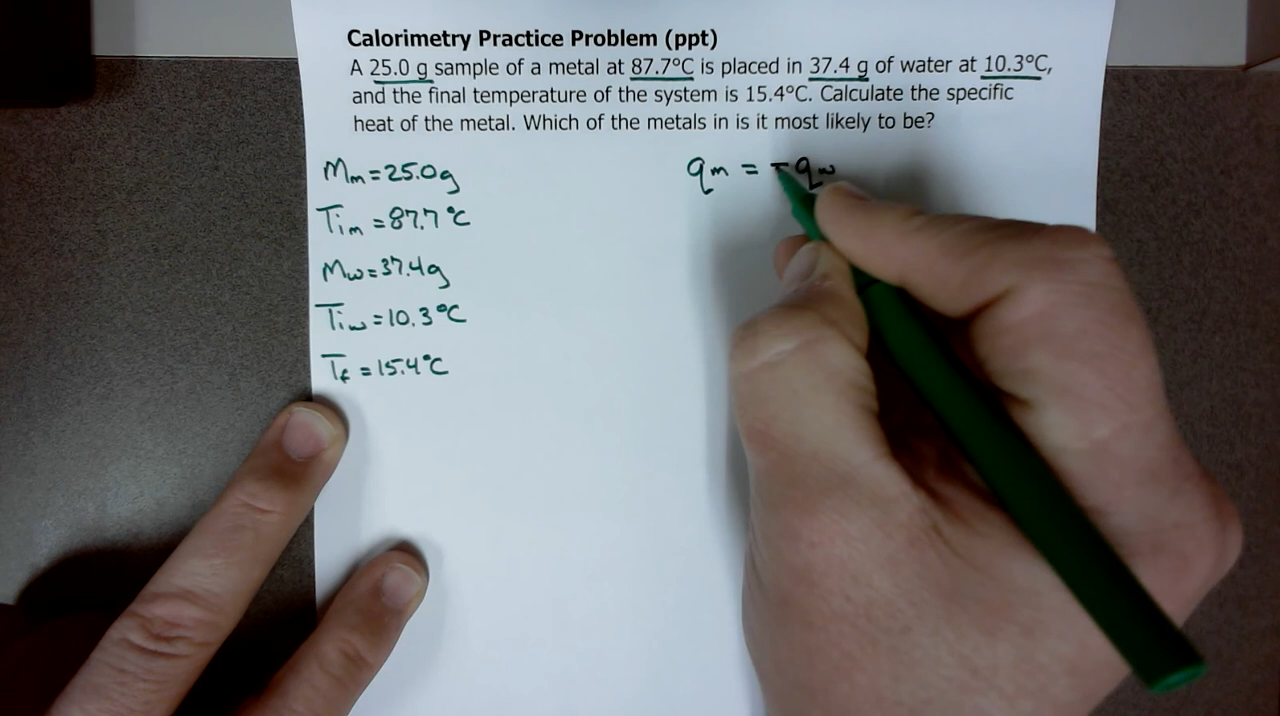 Calorimetry Practice Problem (ppt)
A 25.0 g sample of a metal at 87.7°C is placed in 37.4 g of water at 10.3°C,
and the final temperature of the system is 15.4°C. Calculate the specific
heat of the metal. Which of the metals in is it most likely to be?
Mm=25.0g
qm = -qw
Tim = 87.7°C
Mw=37.4g
Tiw=10.3°C
Tf =15.4°C